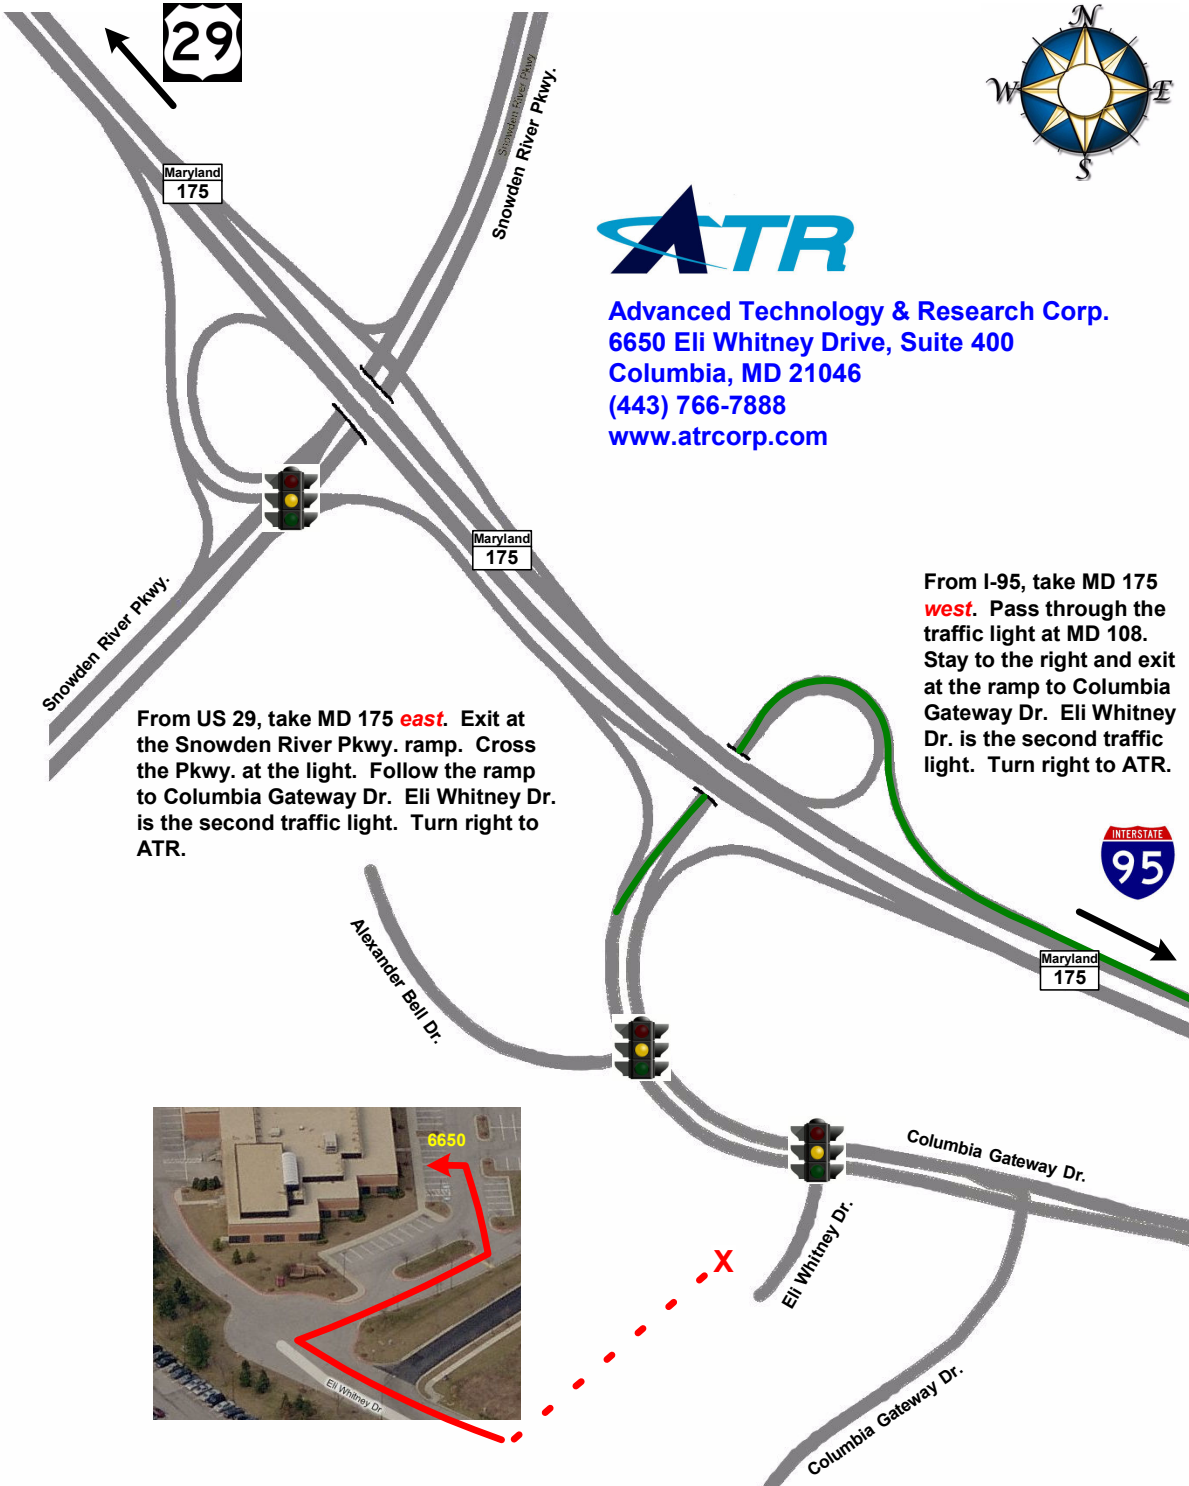 29
N
W
E
S
Snowden River Pkwy
Snowden River Pkwy.
Maryland
175
ATR
Advanced Technology & Research Corp.
6650 Eli Whitney Drive, Suite 400
Columbia, MD 21046
(443) 766-7888
www.atrcorp.com
Maryland
175
Snowden River Pkwy.
From I-95, take MD 175
west. Pass through the
traffic light at MD 108.
Stay to the right and exit
at the ramp to Columbia
Gateway Dr. Eli Whitney
Dr. is the second traffic
light. Turn right to ATR.
From US 29, take MD 175 east. Exit at
the Snowden River Pkwy. ramp. Cross
the Pkwy. at the light. Follow the ramp
to Columbia Gateway Dr. Eli Whitney Dr.
is the second traffic light. Turn right to
ATR.
INTERSTATE
95
Alexander Bell Dr.
Maryland
175
6650
Columbia Gateway Dr.
Eli Whitney Dr.
X
Eli Whitney Dr
Columbia Gateway Dr.